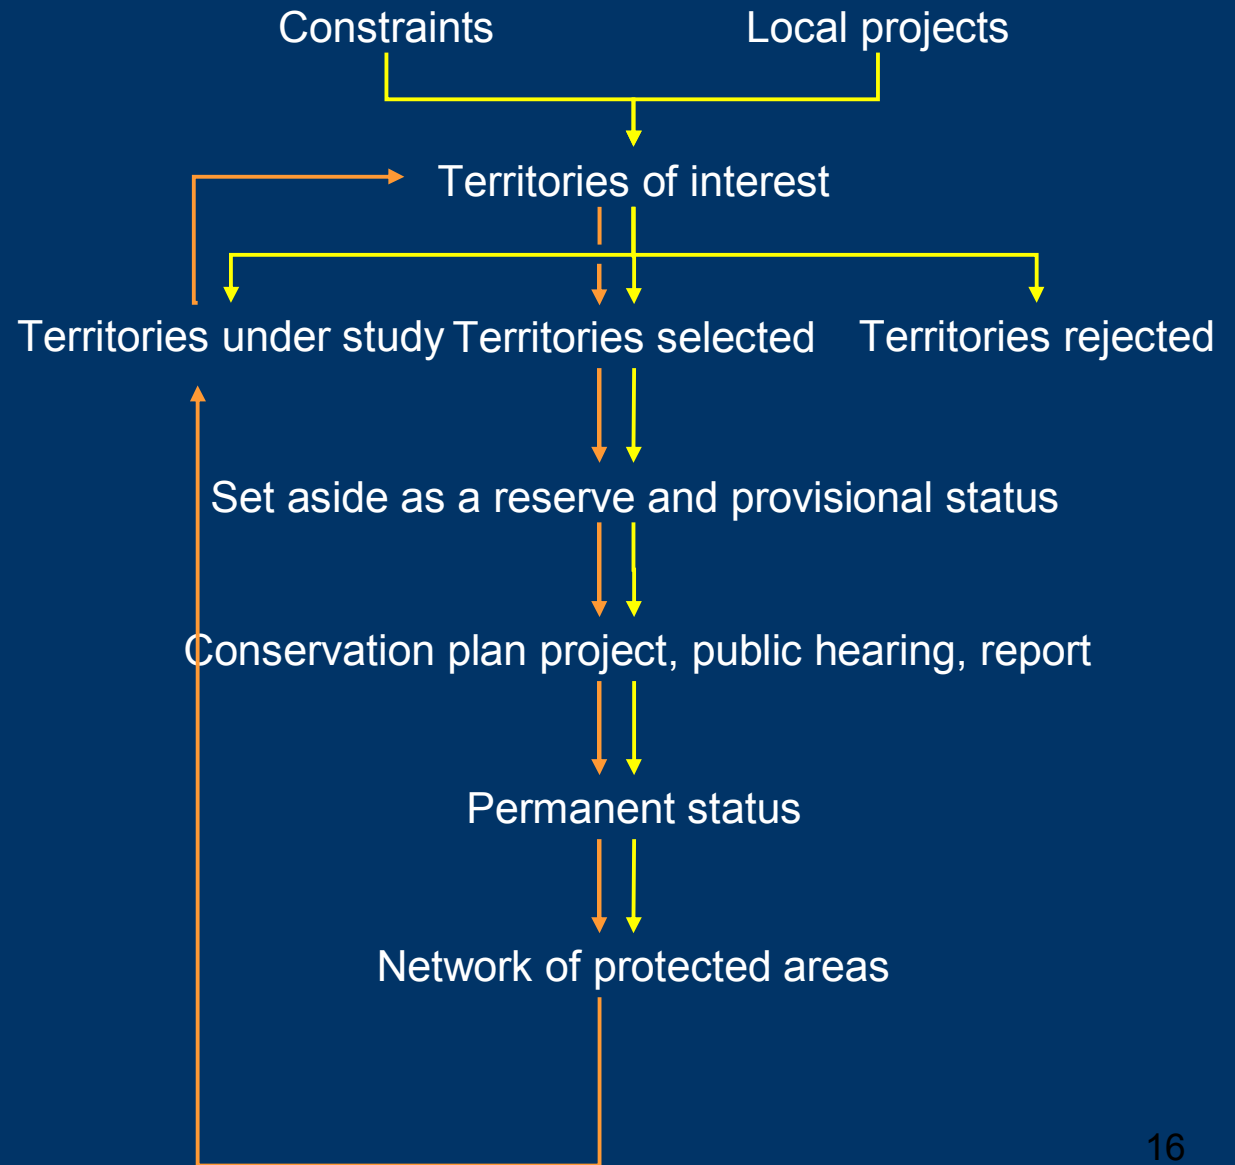 Constraints
Local projects
Territories of interest
Territories under study
Territories selected
Territories rejected
Set aside as a reserve and provisional status
Conservation plan project, public hearing, report
Permanent status
Network of protected areas
16